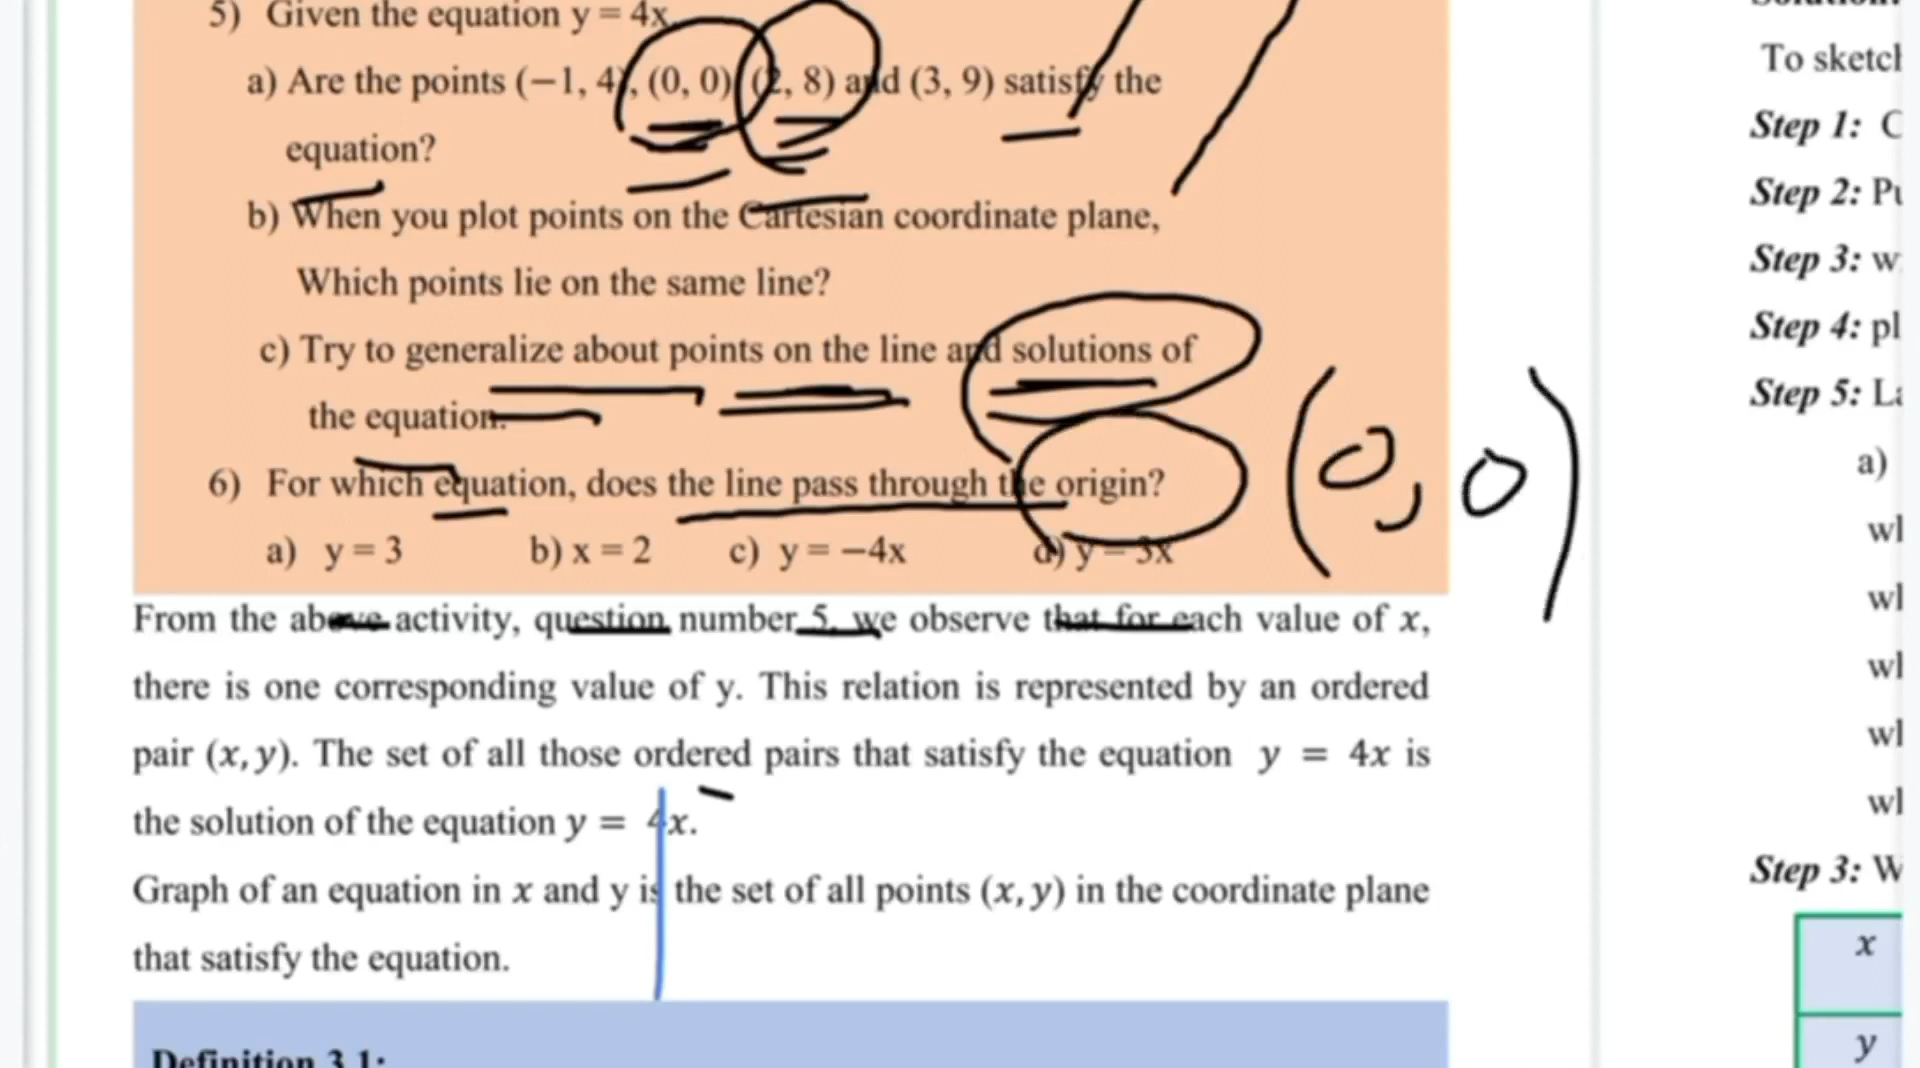 5) Given the equation y = 4x
a) Are the points (−1, 4), (0, 0) (2, 8) and (3, 9) satisfy the
equation?
b) When you plot points on the Cartesian coordinate plane,
Which points lie on the same line?
c) Try to generalize about points on the line and solutions of
the equation.
6) For which equation, does the line pass through the origin?
(0, 0)
a) y = 3 b) x = 2 c) y = −4x d) y = 3x
From the above activity, question number 5, we observe that for each value of x,
there is one corresponding value of y. This relation is represented by an ordered
pair (x, y). The set of all those ordered pairs that satisfy the equation y = 4x is
the solution of the equation y = 4x.
Graph of an equation in x and y is the set of all points (x, y) in the coordinate plane
that satisfy the equation.
Definition 3.1:
Solution:
To sketch
Step 1:
Step 2:
Step 3: w
Step 4: pl
Step 5:
a)
Step 3: W
x
y